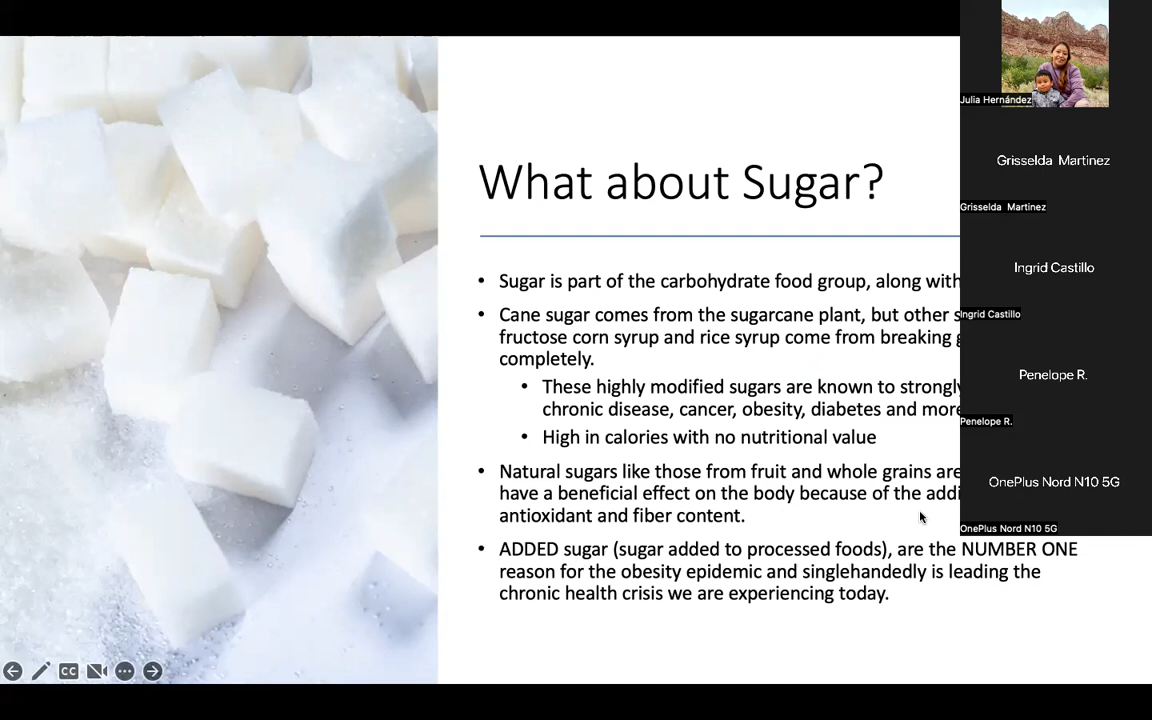 What about Sugar?
• Sugar is part of the carbohydrate food group, along with
• Cane sugar comes from the sugarcane plant, but other s
fructose corn syrup and rice syrup come from breaking g
completely.
• These highly modified sugars are known to strongly
chronic disease, cancer, obesity, diabetes and more
• High in calories with no nutritional value
• Natural sugars like those from fruit and whole grains are
have a beneficial effect on the body because of the addi
antioxidant and fiber content.
• ADDED sugar (sugar added to processed foods), are the NUMBER ONE
reason for the obesity epidemic and singlehandedly is leading the
chronic health crisis we are experiencing today.
CC
Julia Hernández
Grisselda Martinez
Grisselda Martinez
Ingrid Castillo
Ingrid Castillo
Penelope R.
Penelope R.
OnePlus Nord N10 5G
OnePlus Nord N10 5G